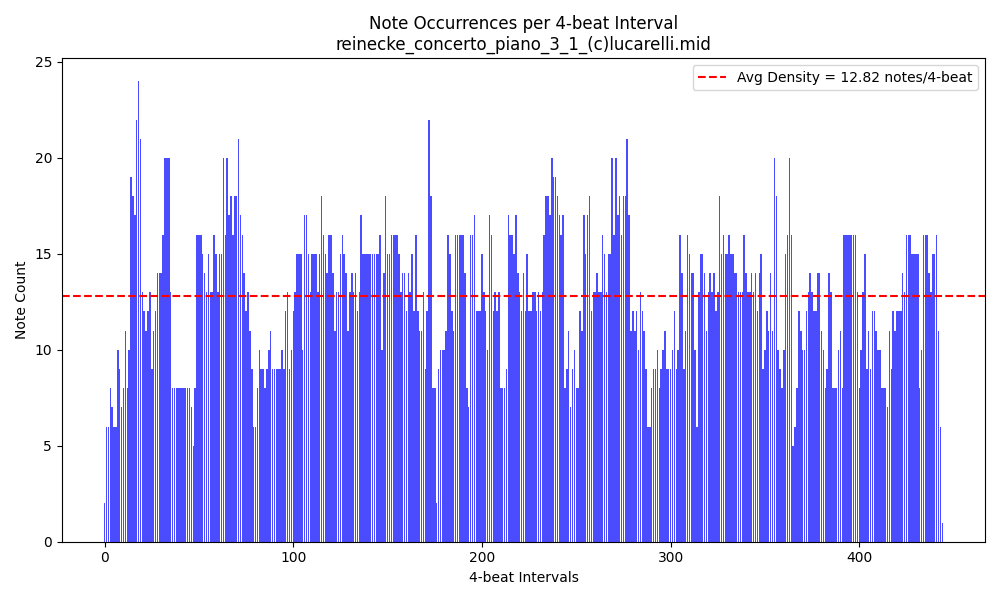 Note Occurrences per 4-beat Interval
reinecke_concerto_piano_3_1_(c)lucarelli.mid
Avg Density = 12.82 notes/4-beat
25
20
15
10
5
0
Note Count
0 100 200 300 400
4-beat Intervals